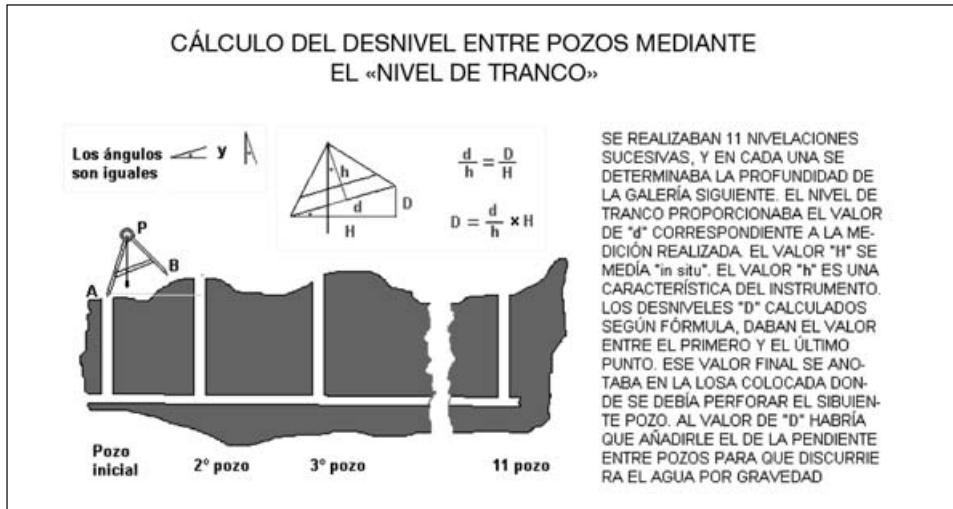 CÁLCULO DEL DESNIVEL ENTRE POZOS MEDIANTE
EL «NIVEL DE TRANCO»
Los ángulos y
son iguales
h
d
D
H
d/h = D/H
D = d/h × H
P
A
B
Pozo
inicial
2º pozo
3º pozo
11 pozo
SE REALIZABAN 11 NIVELACIONES
SUCESIVAS, Y EN CADA UNA SE
DETERMINABA LA PROFUNDIDAD DE
LA GALERÍA SIGUIENTE. EL NIVEL DE
TRANCO PROPORCIONABA EL VALOR
DE "d" CORRESPONDIENTE A LA ME-
DICIÓN REALIZADA. EL VALOR "H" SE
MEDÍA "in situ". EL VALOR "h" ES UNA
CARACTERÍSTICA DEL INSTRUMENTO.
LOS DESNIVELES "D" CALCULADOS
SEGÚN FÓRMULA, DABAN EL VALOR
ENTRE EL PRIMERO Y EL ÚLTIMO
PUNTO. ESE VALOR FINAL SE ANO-
TABA EN LA LOSA COLOCADA DON-
DE SE DEBÍA PERFORAR EL SIBUIEN-
TE POZO. AL VALOR DE "D" HABRÍA
QUE AÑADIRLE EL DE LA PENDIENTE
ENTRE POZOS PARA QUE DISCURRIE
RA EL AGUA POR GRAVEDAD